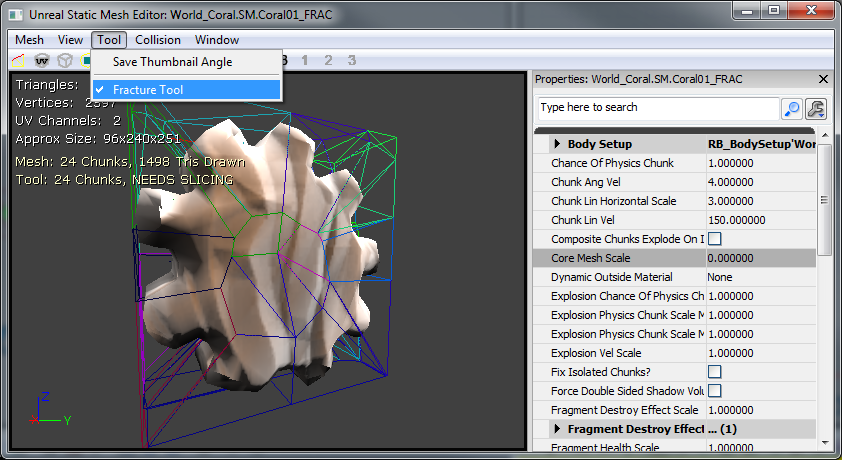 Unreal Static Mesh Editor: World_Coral.SM.Coral01_FRAC
Mesh View Tool Collision Window
Save Thumbnail Angle
Fracture Tool
3 1 2 3
Triangles:
Vertices: 2597
UV Channels: 2
Approx Size: 96x240x251
Mesh: 24 Chunks, 1498 Tris Drawn
Tool: 24 Chunks, NEEDS SLICING
Z
X
Y
Properties: World_Coral.SM.Coral01_FRAC
Type here to search
Body Setup RB_BodySetup'Wor
Chance Of Physics Chunk 1.000000
Chunk Ang Vel 4.000000
Chunk Lin Horizontal Scale 3.000000
Chunk Lin Vel 150.000000
Composite Chunks Explode On I
Core Mesh Scale 0.000000
Dynamic Outside Material None
Explosion Chance Of Physics Ch 1.000000
Explosion Physics Chunk Scale M 1.000000
Explosion Physics Chunk Scale M 1.000000
Explosion Vel Scale 1.000000
Fix Isolated Chunks?
Force Double Sided Shadow Volu
Fragment Destroy Effect Scale 1.000000
Fragment Destroy Effect ... (1)
Fragment Health Scale 1.000000